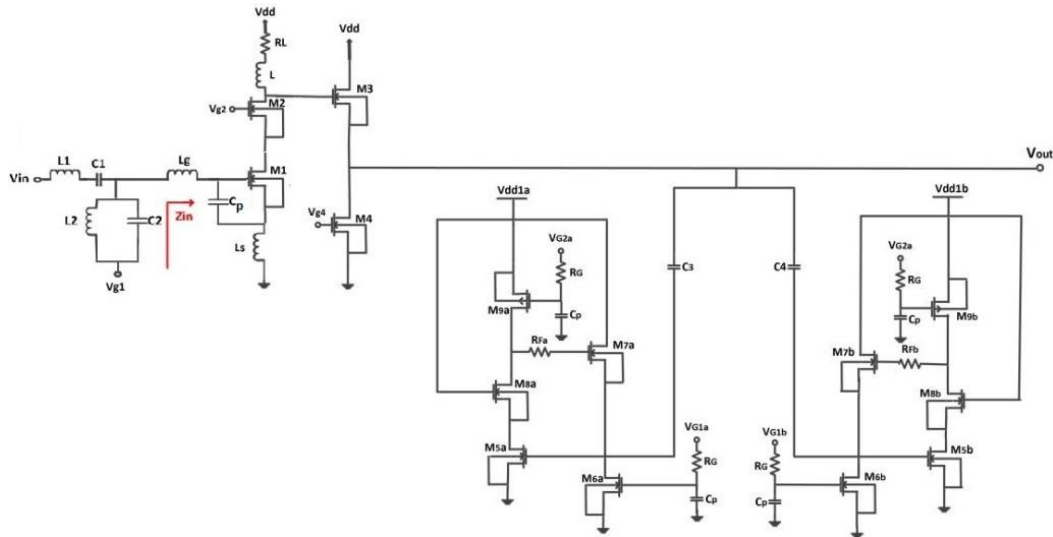 Vdd
RL
L
Vdd
M3
Vg2
M2
L1
C1
Lg
M1
Vin
Cp
L2
C2
Zin
Vg4
M4
Ls
Vg1
Vout
Vdd1a
Vdd1b
VG2a
RG
C3
C4
VG2a
RG
M9a
Cp
Cp
M9b
RFa
M7a
M7b
RFb
M8a
M8b
VG1a
VG1b
M5a
RG
RG
M5b
M6a
Cp
Cp
M6b